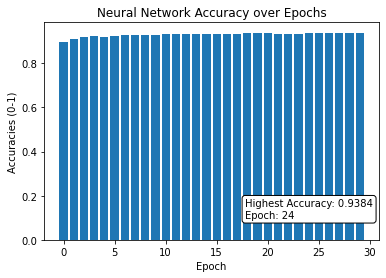 Neural Network Accuracy over Epochs
Accuracies (0-1)
0.8
0.6
0.4
0.2
0.0
Highest Accuracy: 0.9384
Epoch: 24
0 5 10 15 20 25 30
Epoch